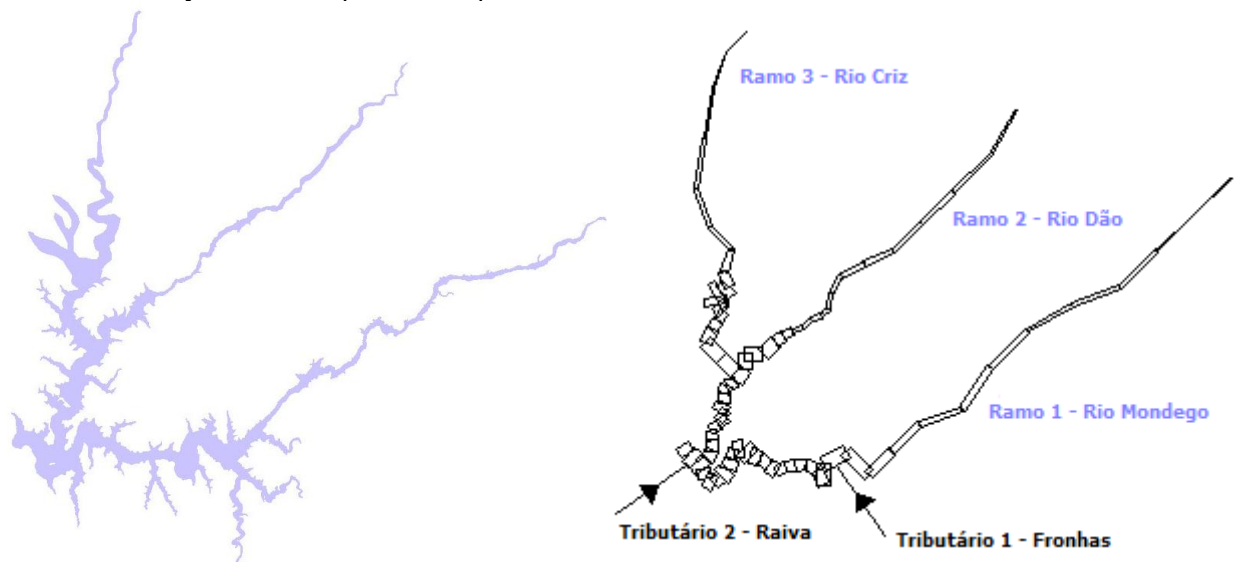 Ramo 3 - Rio Criz
Ramo 2 - Rio Dão
Ramo 1 - Rio Mondego
Tributário 2 - Raiva
Tributário 1 - Fronhas